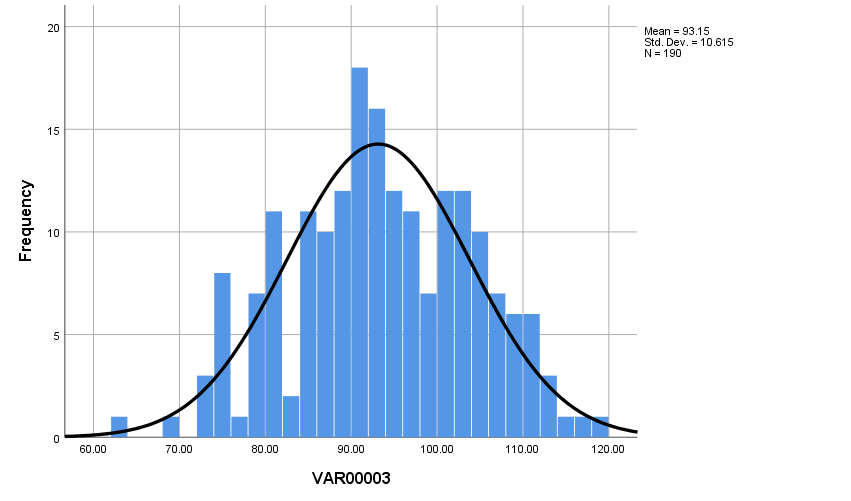 Mean = 93.15
Std. Dev. = 10.615
N = 190
Frequency
20
15
10
5
0
60.00 70.00 80.00 90.00 100.00 110.00 120.00
VAR00003